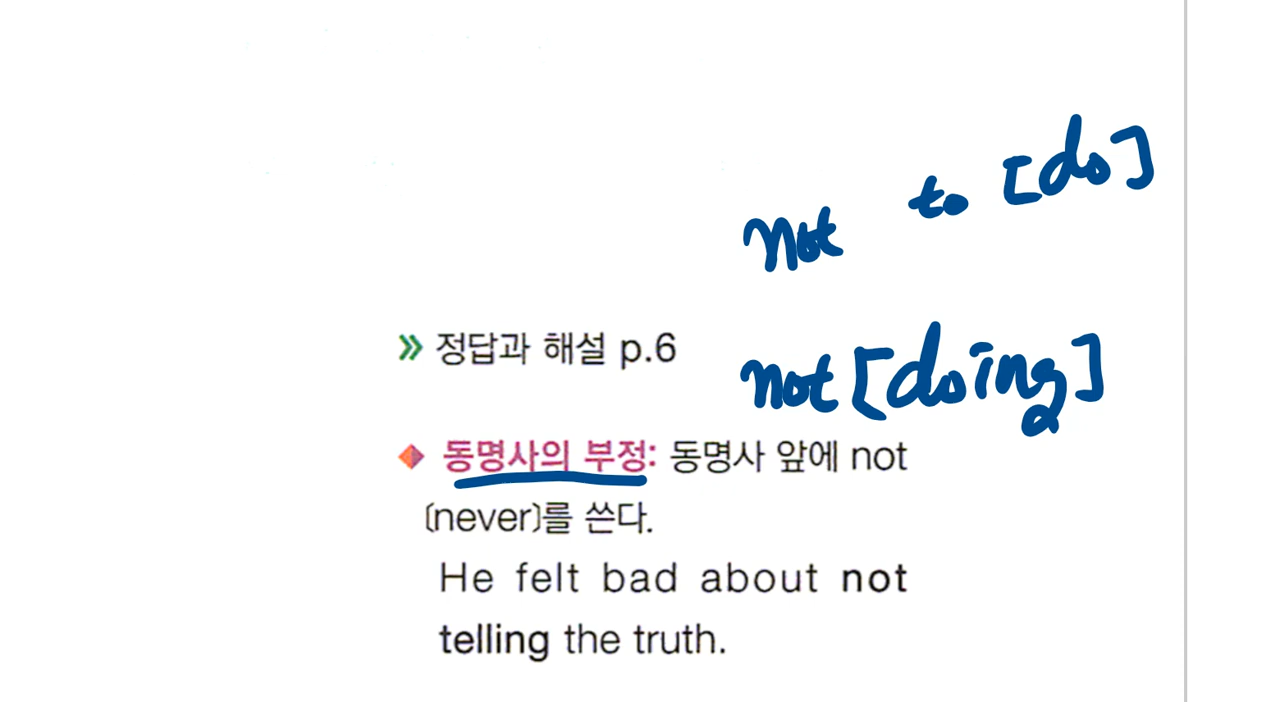 not to [do]
» 정답과 해설 p.6
not [doing]
◆ 동명사의 부정: 동명사 앞에 not
(never)를 쓴다.
He felt bad about not
telling the truth.